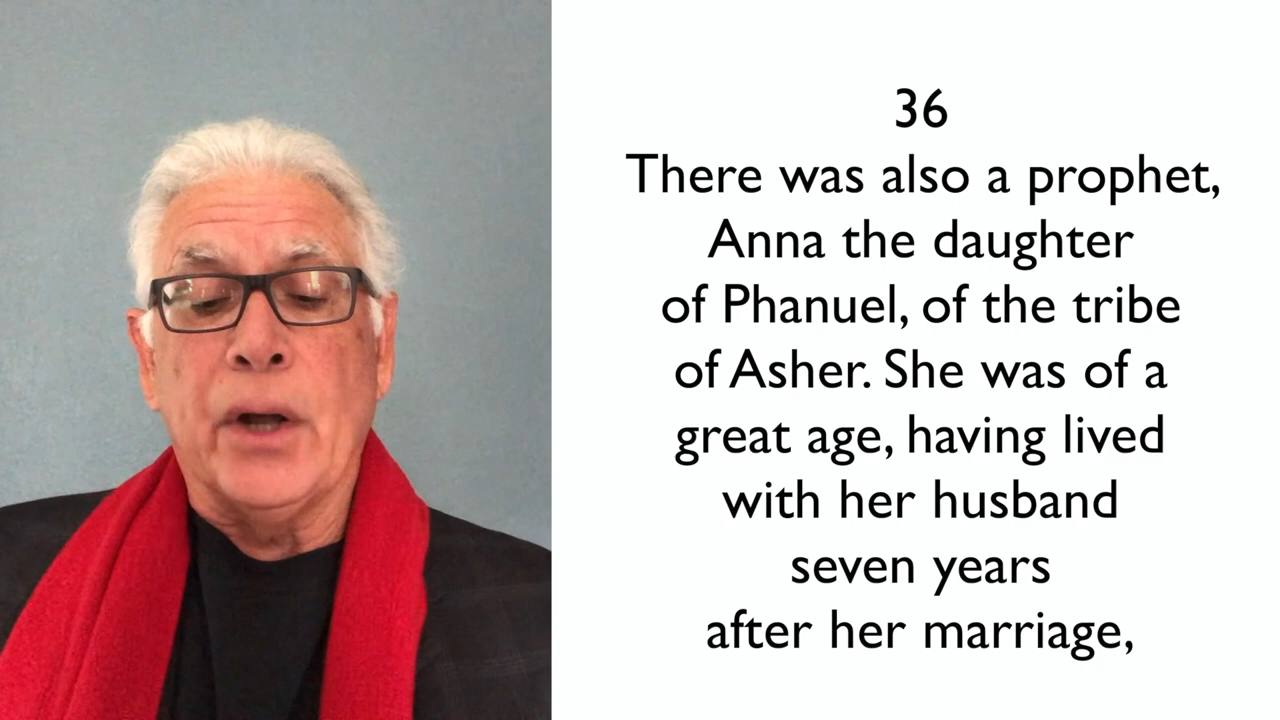 36
There was also a prophet,
Anna the daughter
of Phanuel, of the tribe
of Asher. She was of a
great age, having lived
with her husband
seven years
after her marriage,